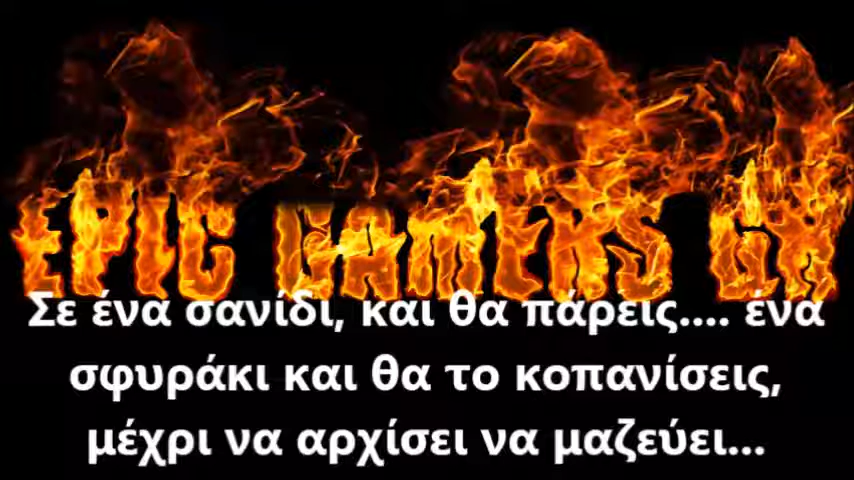 EPIC GAMERS GR
Σε ένα σανίδι, και θα πάρεις.... ένα
σφυράκι και θα το κοπανίσεις,
μέχρι να αρχίσει να μαζεύει...